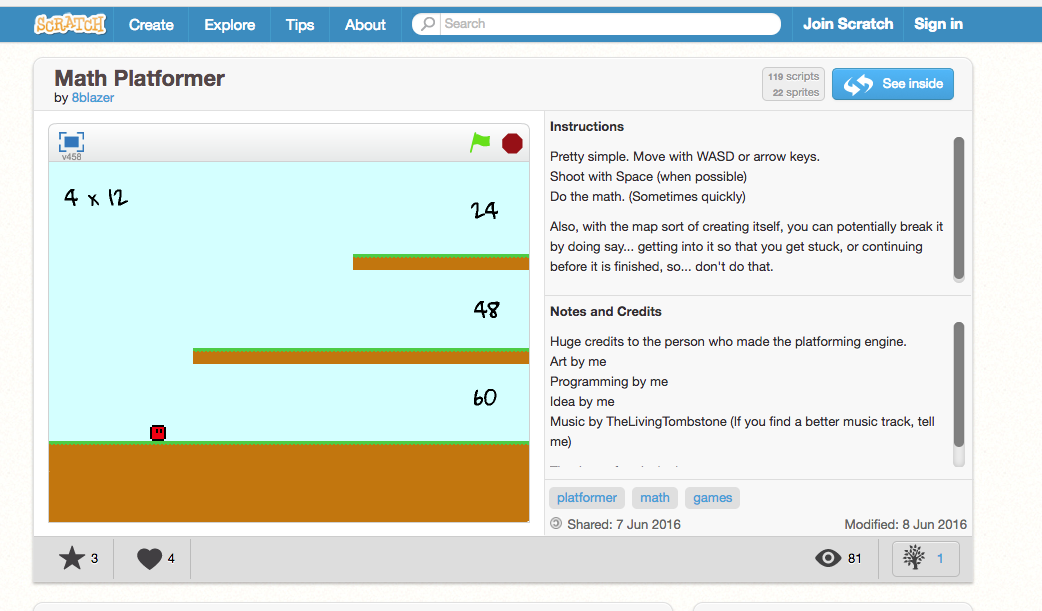 SCRATCH Create Explore Tips About Search Join Scratch Sign in
Math Platformer
by 8blazer
119 scripts
22 sprites
See inside
v458
4 x 12
24
48
60
Instructions
Pretty simple. Move with WASD or arrow keys.
Shoot with Space (when possible)
Do the math. (Sometimes quickly)
Also, with the map sort of creating itself, you can potentially break it
by doing say... getting into it so that you get stuck, or continuing
before it is finished, so... don't do that.
Notes and Credits
Huge credits to the person who made the platforming engine.
Art by me
Programming by me
Idea by me
Music by TheLivingTombstone (If you find a better music track, tell
me)
platformer math games
Shared: 7 Jun 2016 Modified: 8 Jun 2016
3 4 81 1